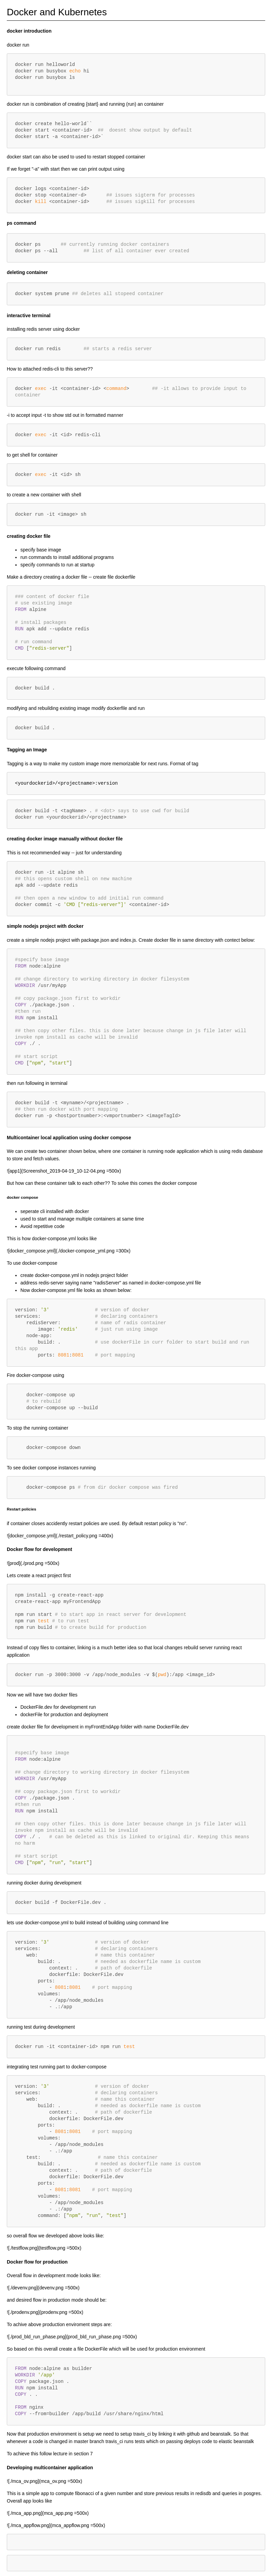 Docker and Kubernetes
docker introduction
docker run
docker run helloworld
docker run busybox echo hi
docker run busybox ls
docker run is combination of creating (start) and running (run) an container
docker create hello-world``
docker start <container-id>  ##  doesnt show output by default
docker start -a <container-id>`
docker start can also be used to used to restart stopped container
If we forget "-a" with start then we can print output using
docker logs <container-id>
docker stop <container-d>       ## issues sigterm for processes
docker kill <container-id>      ## issues sigkill for processes
ps command
docker ps       ## currently running docker containers
docker ps --all         ## list of all container ever created
deleting container
docker system prune ## deletes all stopeed container
interactive terminal
installing redis server using docker
docker run redis        ## starts a redis server
How to attached redis-cli to this server??
docker exec -it <container-id> <command>        ## -it allows to provide input to
container
-i to accept input -t to show std out in formatted manner
docker exec -it <id> redis-cli
to get shell for container
docker exec -it <id> sh
to create a new container with shell
docker run -it <image> sh
creating docker file
specify base image
run commands to install additional programs
specify commands to run at startup
Make a directory creating a docker file -- create file dockerfile
### content of docker file
# use existing image
FROM alpine
# install packages
RUN apk add --update redis
# run command
CMD ["redis-server"]
execute following command
docker build .
modifying and rebuilding existing image modify dockerfile and run
docker build .
Tagging an Image
Tagging is a way to make my custom image more memorizable for next runs. Format of tag
<yourdockerid>/<projectname>:version
docker build -t <tagName> . # <dot> says to use cwd for build
docker run <yourdockerid>/<projectname>
creating docker image manually without docker file
This is not recommended way -- just for understanding
docker run -it alpine sh
## this opens custom shell on new machine
apk add --update redis
## then open a new window to add initial run command
docker commit -c 'CMD ["redis-server"]' <container-id>
simple nodejs project with docker
create a simple nodejs project with package.json and index.js. Create docker file in same directory with contect below:
#specify base image
FROM node:alpine
## change directory to working directory in docker filesystem
WORKDIR /usr/myApp
## copy package.json first to workdir
COPY ./package.json .
#then run
RUN npm install
## then copy other files. this is done later because change in js file later will
invoke npm install as cache will be invalid
COPY ./ .
## start script
CMD ["npm", "start"]
then run following in terminal
docker build -t <myname>/<projectname> .
## then run docker with port mapping
docker run -p <hostportnumber>:<vmportnumber> <imagefagId>
Multicontainer local application using docker compose
We can create two container shown in below, where one container is running node application which is using redis database
to store and fetch values.
![app1](Screenshot_2019-04-19_10-12-04.png =500x)
But how can these container talk to each other?? To solve this comes the docker compose
docker compose
seperate cli installed with docker
used to start and manage multiple containers at same time
Avoid repetitive code
This is how docker-compose.yml looks like
![docker_compose.yml](./docker-compose_yml.png =300x)
To use docker-compose
create docker-compose.yml in nodejs project folder
address redis-server saying name "radisServer" as named in docker-compose.yml file
Now docker-compose.yml file looks as shown below:
version: '3'                # version of docker
services:                   # declaring containers
redisServer:            # name of radis container
image: 'redis'      # just run using image
node-app:
build: .            # use dockerfile in curr folder to start build and run
this app
ports: 8081:8081    # port mapping
Fire docker-compose using
docker-compose up
# to rebuild
docker-compose up --build
To stop the running container
docker-compose down
To see docker compose instances running
docker-compose ps # from dir docker compose was fired
Restart policies
if container closes accidently restart policies are used. By default restart policy is "no".
![docker_compose.yml](./restart_policy.png =400x)
Docker flow for development
![prod](./prod.png =500x)
Lets create a react project first
npm install -g create-react-app
create-react-app myFrontendApp
npm run start # to start app in react server for development
npm run test # to run test
npm run build # to create build for production
Instead of copy files to container, linking is a much better idea so that local changes rebuild server running react
application
docker run -p 3000:3000 -v /app/node_modules -v $(pwd):/app <image_id>
Now we will have two docker files
DockerFile.dev for development run
dockerFile for production and deployment
create docker file for development in myFrontEndApp folder with name DockerFile.dev
#specify base image
FROM node:alpine
## change directory to working directory in docker filesystem
WORKDIR /usr/myApp
## copy package.json first to workdir
COPY ./package.json .
#then run
RUN npm install
## then copy other files. this is done later because change in js file later will
invoke npm install as cache will be invalid
COPY ./ .   # can be deleted as this is linked to original dir. Keeping this means
no harm
## start script
CMD ["npm", "run", "start"]
running docker during development
docker build -f DockerFile.dev .
lets use docker-compose.yml to build instead of building using command line
version: '3'                # version of docker
services:                   # declaring containers
web:                    # name this container
build: .            # needed as dockerfile name is custom
context: .      # path of dockerfile
dockerfile: DockerFile.dev
ports:
- 8081:8081    # port mapping
volumes:
- /app/node_modules
- .:/app
running test during development
docker run -it <container-id> npm run test
integrating test running part to docker-compose
version: '3'                # version of docker
services:                   # declaring containers
web:                    # name this container
build:              # needed as dockerfile name is custom
context: .      # path of dockerfile
dockerfile: DockerFile.dev
ports:
- 8081:8081    # port mapping
volumes:
- /app/node_modules
- .:/app
text:                    # name this container
build:              # needed as dockerfile name is custom
context: .      # path of dockerfile
dockerfile: DockerFile.dev
ports:
- 8081:8081    # port mapping
volumes:
- /app/node_modules
- .:/app
command: ["npm", "run", "test"]
so overall flow we developed above looks like:
![./testflow.png](testflow.png =500x)
Docker flow for production
Overall flow in development mode looks like:
![./devenv.png](devenv.png =500x)
and desired flow in production mode should be:
![./prodenv.png](prodenv.png =500x)
To achive above production enviroment steps are:
![./prod_bld_run_phase.png](prod_bld_run_phase.png =500x)
So based on this overall create a file DockerFile which will be used for production environment
FROM node:alpine as builder
WORKDIR '/app'
COPY package.json .
RUN npm install
COPY . .
FROM nginx
COPY --from=builder /app/build /usr/share/nginx/html
Now that production environment is setup we need to setup travis_ci by linking it with github and beanstalk. So that
whenever a code is changed in master branch travis_ci runs tests which on passing deploys code to elastic beanstalk
To achieve this follow lecture in section 7
Developing multicontainer application
![./mca_ov.png](mca_ov.png =500x)
This is a simple app to compute fibonacci of a given number and store previous results in redisdb and queries in posgres.
Overall app looks like
![./mca_app.png](mca_app.png =500x)
![./mca_appflow.png](mca_appflow.png =500x)